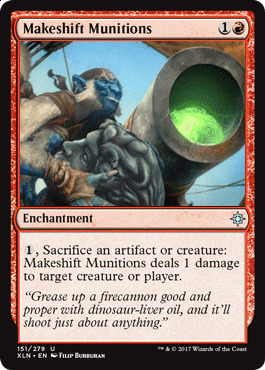 Makeshift Munitions 1
Enchantment
1, Sacrifice an artifact or creature:
Makeshift Munitions deals 1 damage
to target creature or player.
“Grease up a firecannon good and
proper with dinosaur-liver oil, and it’ll
shoot just about anything.”
151/279 U
XLN • EN Filip Burburan
™ & © 2017 Wizards of the Coast